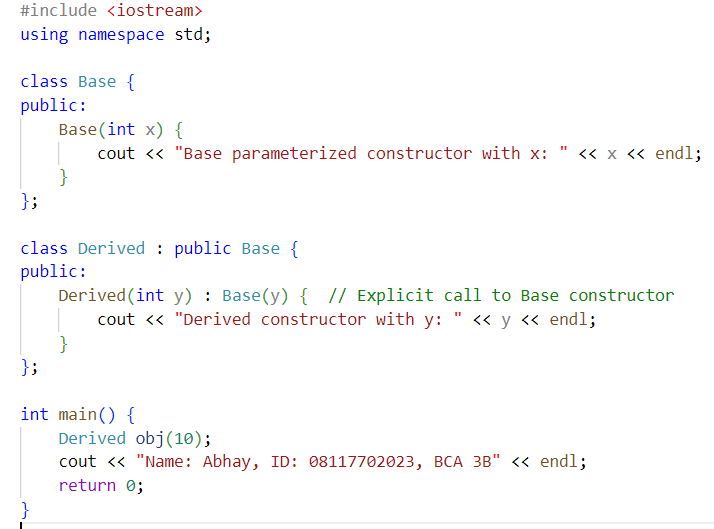 #include <iostream>
using namespace std;
class Base {
public:
Base(int x) {
cout << "Base parameterized constructor with x: " << x << endl;
}
};
class Derived : public Base {
public:
Derived(int y) : Base(y) {  // Explicit call to Base constructor
cout << "Derived constructor with y: " << y << endl;
}
};
int main() {
Derived obj(10);
cout << "Name: Abhay, ID: 08117702023, BCA 3B" << endl;
return 0;
}